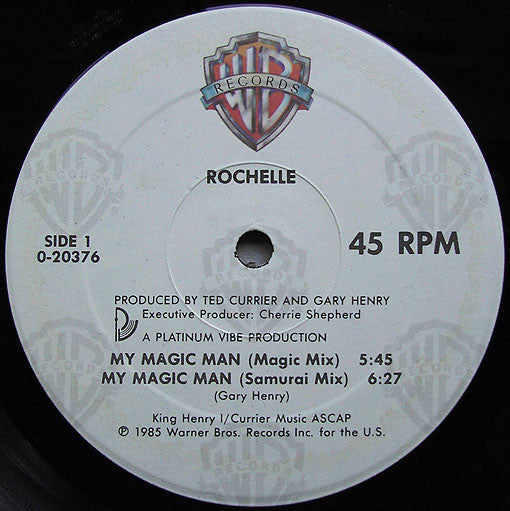 WB
RECORDS
ROCHELLE
SIDE 1
0-20376
45 RPM
PRODUCED BY TED CURRIER AND GARY HENRY
Executive Producer: Cherrie Shepherd
A PLATINUM VIBE PRODUCTION
MY MAGIC MAN (Magic Mix) 5:45
MY MAGIC MAN (Samurai Mix) 6:27
(Gary Henry)
King Henry I/Currier Music ASCAP
℗ 1985 Warner Bros. Records Inc. for the U.S.